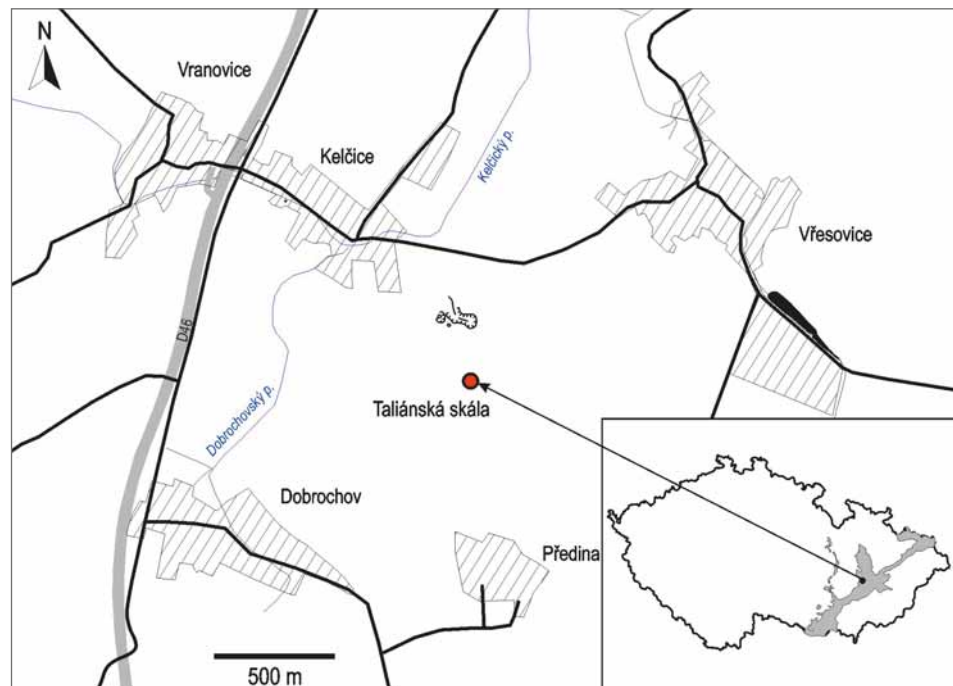 N
Vranovice
Kelčice
Kelčický p.
Vřesovice
D46
Taliánská skála
Dobrochovský p.
Dobrochov
Předina
500 m